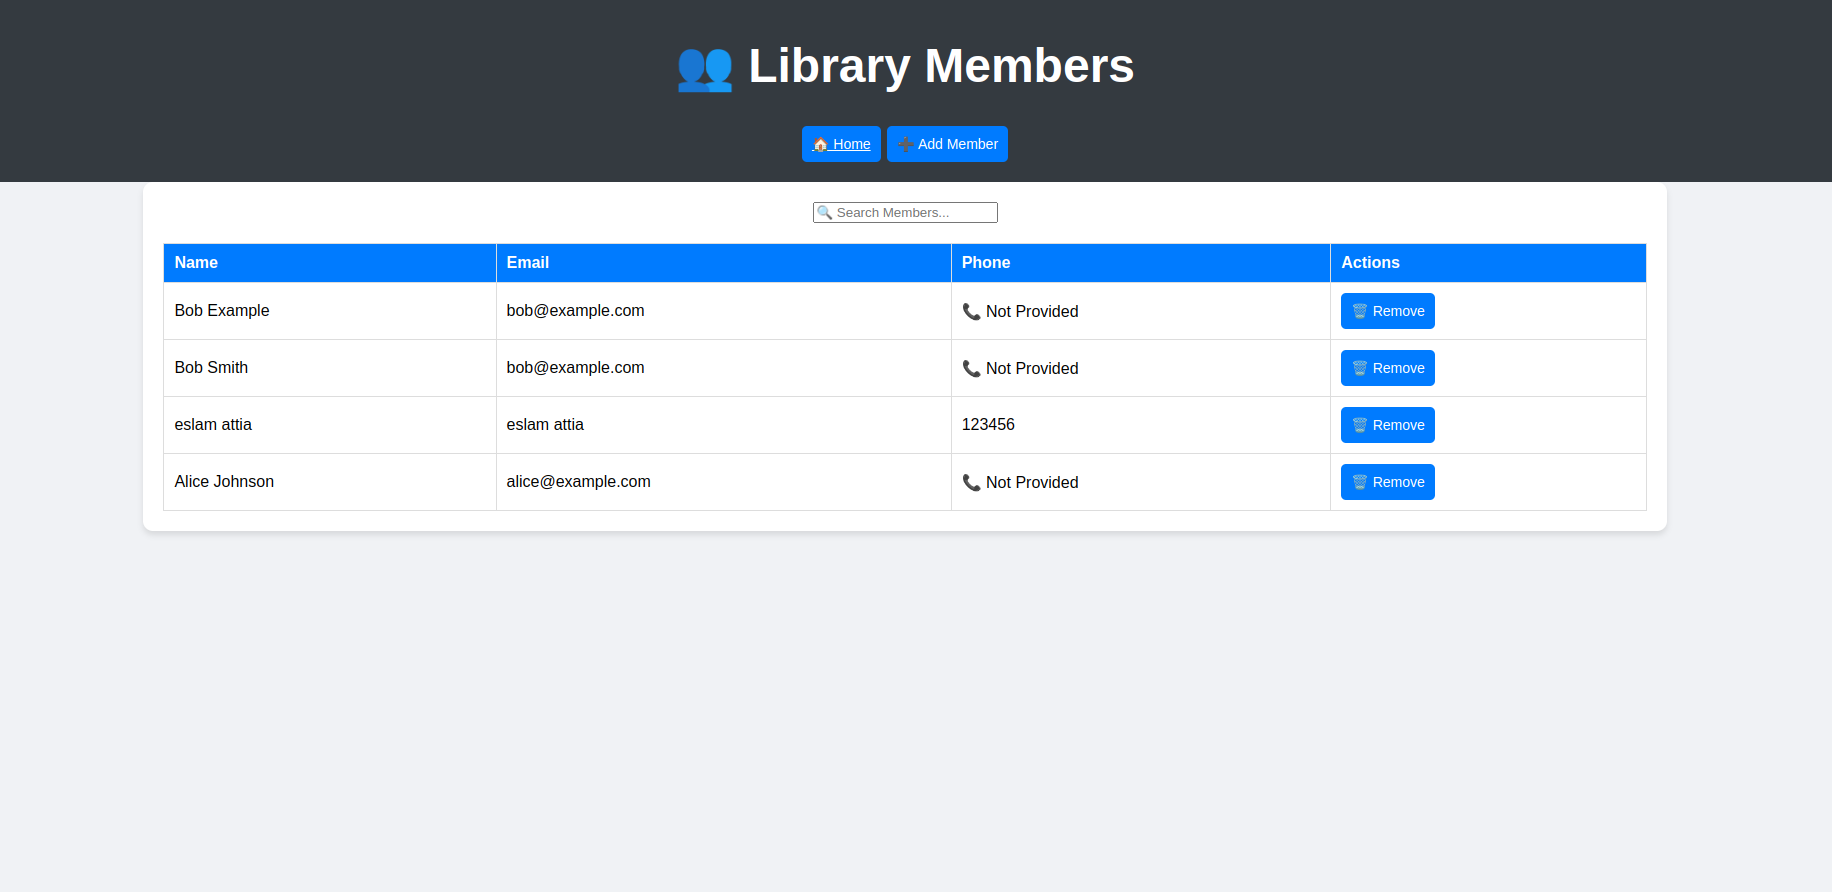 👥 Library Members
🏠 Home ➕ Add Member
🔍 Search Members...
Name Email Phone Actions
Bob Example bob@example.com 📞 Not Provided 🗑️ Remove
Bob Smith bob@example.com 📞 Not Provided 🗑️ Remove
eslam attia eslam attia 123456 🗑️ Remove
Alice Johnson alice@example.com 📞 Not Provided 🗑️ Remove